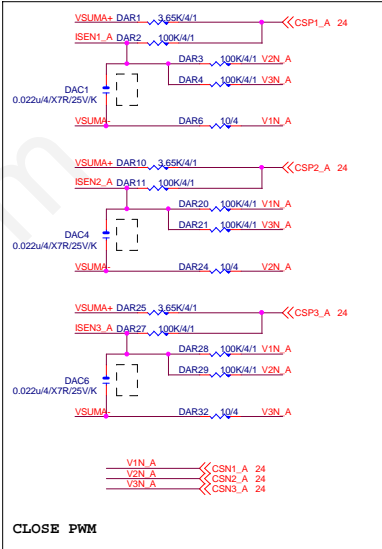 VSUMA+ DAR1 3.65K/4/1 CSP1_A 24
ISEN1_A DAR2 100K/4/1
DAR3 100K/4/1 V2N_A
DAC1 DAR4 100K/4/1 V3N_A
0.022u/4/X7R/25V/K
VSUMA- DAR6 10/4 V1N_A
VSUMA+ DAR10 3.65K/4/1 CSP2_A 24
ISEN2_A DAR11 100K/4/1
DAR20 100K/4/1 V1N_A
DAR21 100K/4/1 V3N_A
DAC4
0.022u/4/X7R/25V/K
VSUMA- DAR24 10/4 V2N_A
VSUMA+ DAR25 3.65K/4/1 CSP3_A 24
ISEN3_A DAR27 100K/4/1
DAR28 100K/4/1 V1N_A
DAR29 100K/4/1 V2N_A
DAC6
0.022u/4/X7R/25V/K
VSUMA- DAR32 10/4 V3N_A
V1N_A CSN1_A 24
V2N_A CSN2_A 24
V3N_A CSN3_A 24
CLOSE PWM